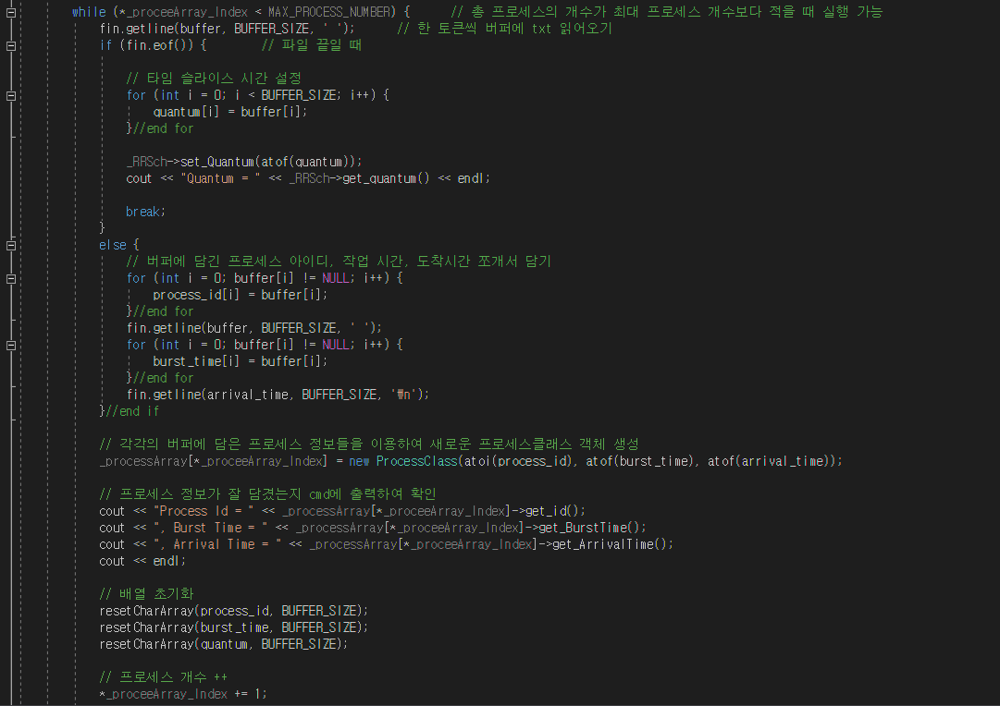 while (*_proceeArray_Index < MAX_PROCESS_NUMBER) {      // 총 프로세스의 개수가 최대 프로세스 개수보다 적을 때 실행 가능
    fin.getline(buffer, BUFFER_SIZE, ' ');      // 한 토큰씩 버퍼에 txt 읽어오기
    if (fin.eof()) {        // 파일 끝일 때

        // 타임 슬라이스 시간 설정
        for (int i = 0; i < BUFFER_SIZE; i++) {
            quantum[i] = buffer[i];
        }//end for

        _RRSch->set_Quantum(atof(quantum));
        cout << "Quantum = " << _RRSch->get_quantum() << endl;

        break;
    }
    else {
        // 버퍼에 담긴 프로세스 아이디, 작업 시간, 도착시간 쪼개서 담기
        for (int i = 0; buffer[i] != NULL; i++) {
            process_id[i] = buffer[i];
        }//end for
        fin.getline(buffer, BUFFER_SIZE, ' ');
        for (int i = 0; buffer[i] != NULL; i++) {
            burst_time[i] = buffer[i];
        }//end for
        fin.getline(arrival_time, BUFFER_SIZE, '₩n');
    }//end if

    // 각각의 버퍼에 담은 프로세스 정보들을 이용하여 새로운 프로세스클래스 객체 생성
    _processArray[*_proceeArray_Index] = new ProcessClass(atoi(process_id), atof(burst_time), atof(arrival_time));

    // 프로세스 정보가 잘 담겼는지 cmd에 출력하여 확인
    cout << "Process Id = " << _processArray[*_proceeArray_Index]->get_id();
    cout << ", Burst Time = " << _processArray[*_proceeArray_Index]->get_BurstTime();
    cout << ", Arrival Time = " << _processArray[*_proceeArray_Index]->get_ArrivalTime();
    cout << endl;

    // 배열 초기화
    resetCharArray(process_id, BUFFER_SIZE);
    resetCharArray(burst_time, BUFFER_SIZE);
    resetCharArray(quantum, BUFFER_SIZE);

    // 프로세스 개수 ++
    *_proceeArray_Index += 1;